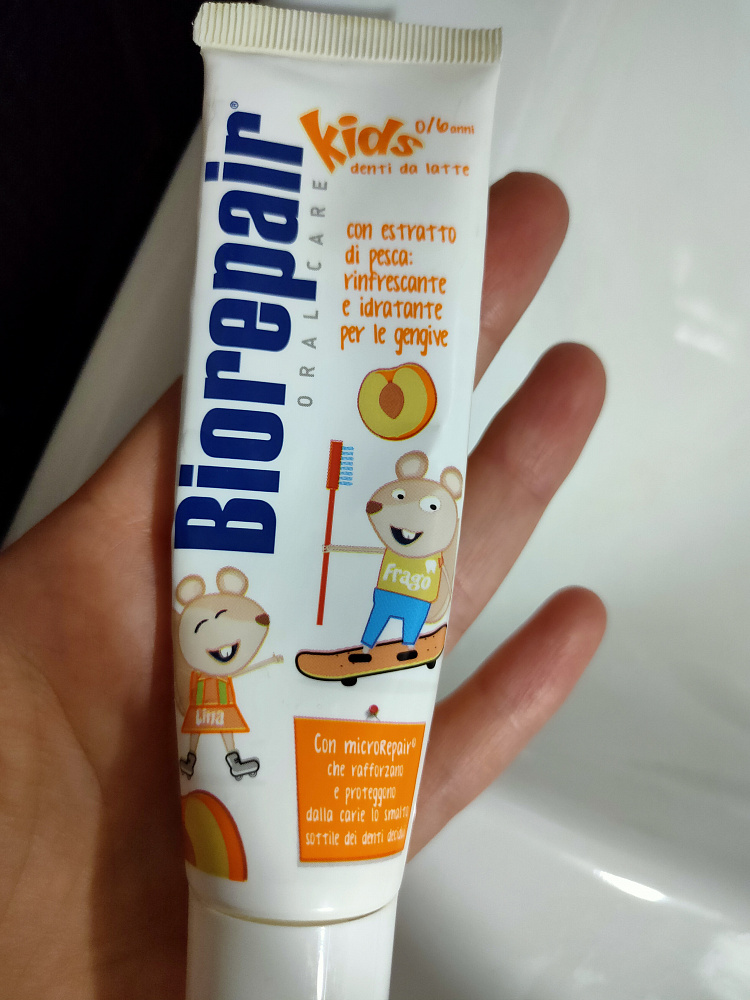 Biorepair®
ORAL CARE
kids 0/6 anni
denti da latte
con estratto
di pesca:
rinfrescante
e idratante
per le gengive
Frago
Lina
Con microRepair®
che rafforzano
e proteggono
dalla carie lo smalto
sottile dei denti decidui